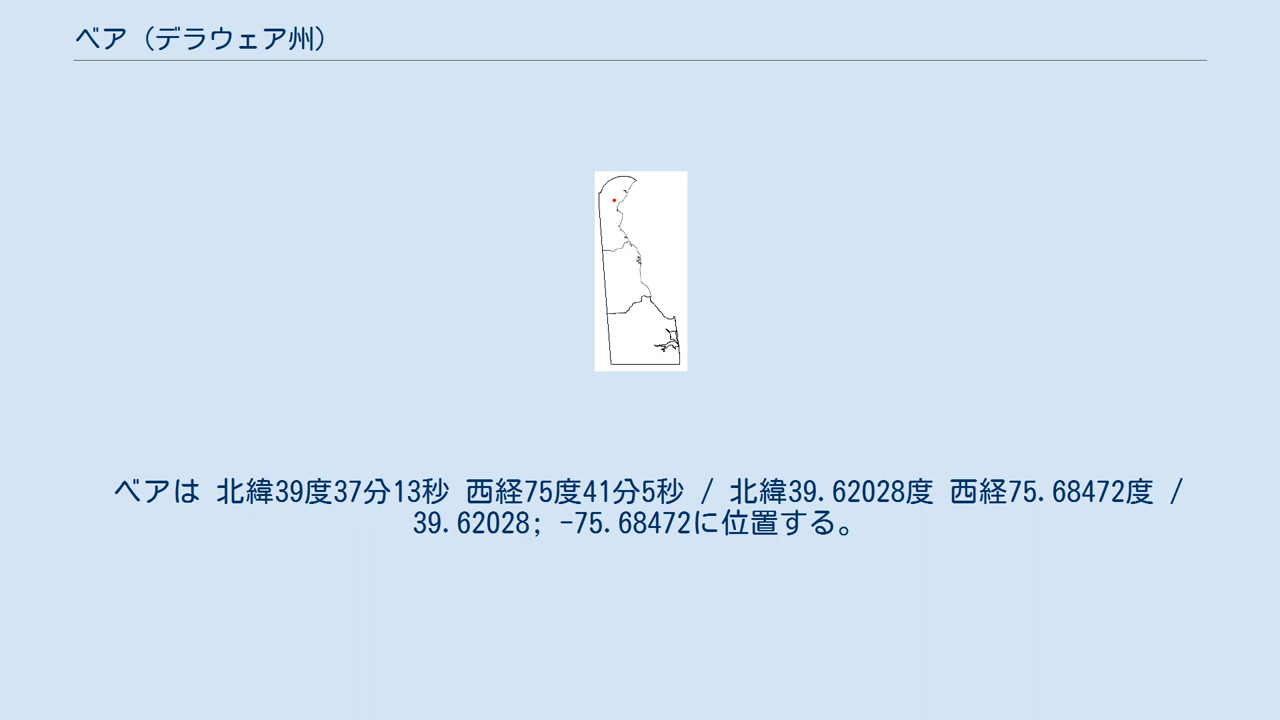 ベア（デラウェア州）
ベアは 北緯39度37分13秒 西経75度41分5秒 / 北緯39.62028度 西経75.68472度 /
39.62028; -75.68472に位置する。